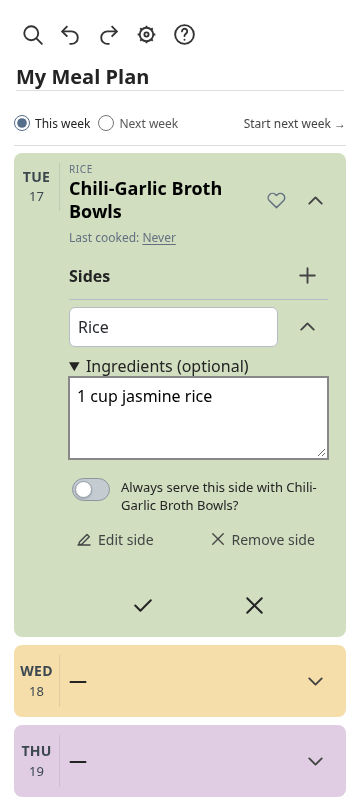 My Meal Plan
This week
Next week
Start next week →
TUE
17
RICE
Chili-Garlic Broth
Bowls
Last cooked: Never
Sides
Rice
▼ Ingredients (optional)
1 cup jasmine rice
Always serve this side with Chili-
Garlic Broth Bowls?
Edit side
Remove side
WED
18
—
THU
19
—